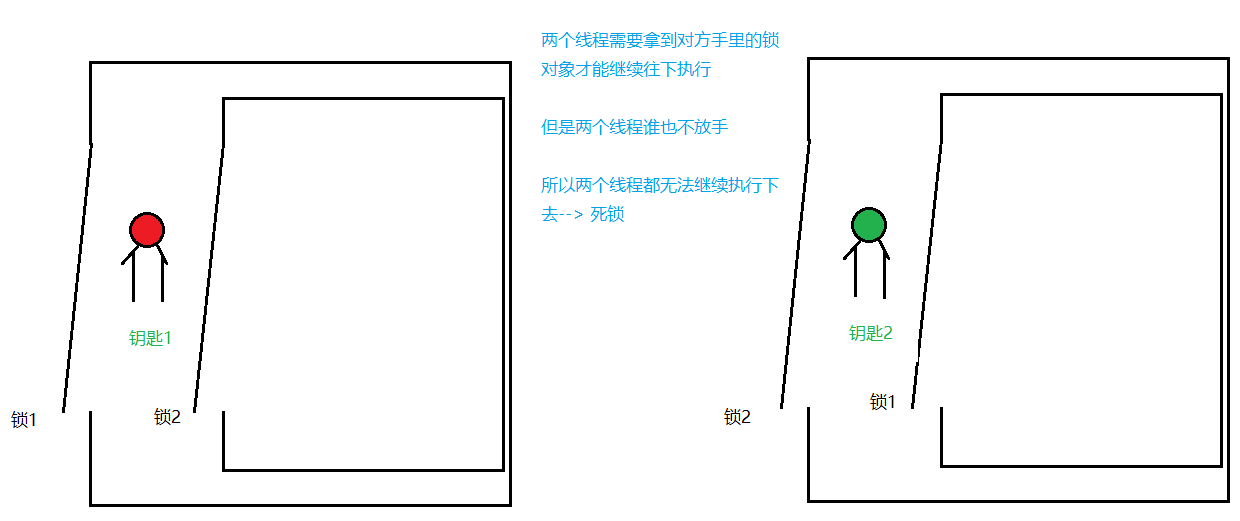 两个线程需要拿到对方手里的锁
对象才能继续往下执行
但是两个线程谁也不放手
所以两个线程都无法继续执行下
去--> 死锁
钥匙1
锁1
锁2
钥匙2
锁2
锁1